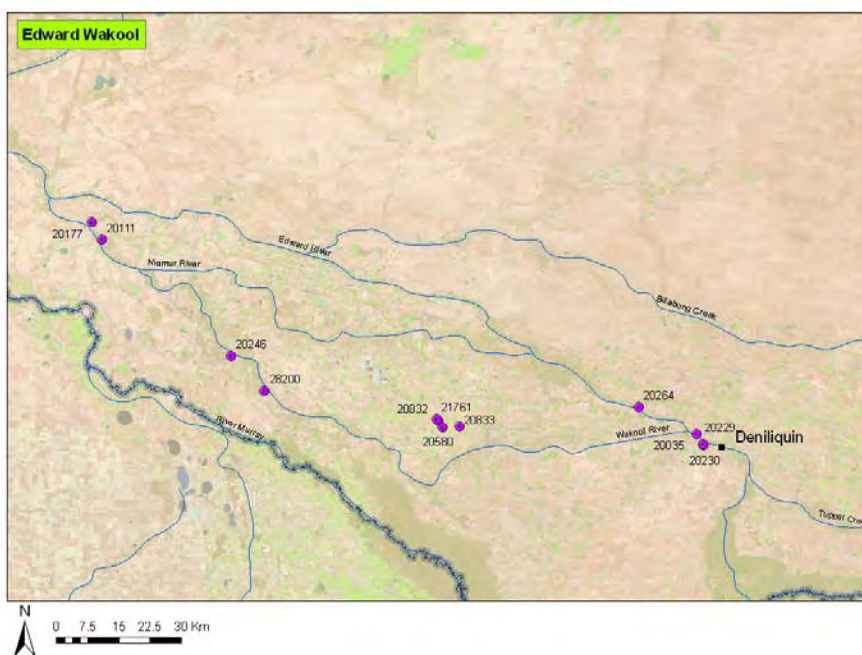 Edward Wakool
20177
20111
Niemur River
Edward River
Billabong Creek
20246
28200
River Murray
20832
21761
20833
20580
20264
20229
Wakool River
Deniliquin
20035
20230
Tuppal Cre
N
0 7.5 15 22.5 30 Km